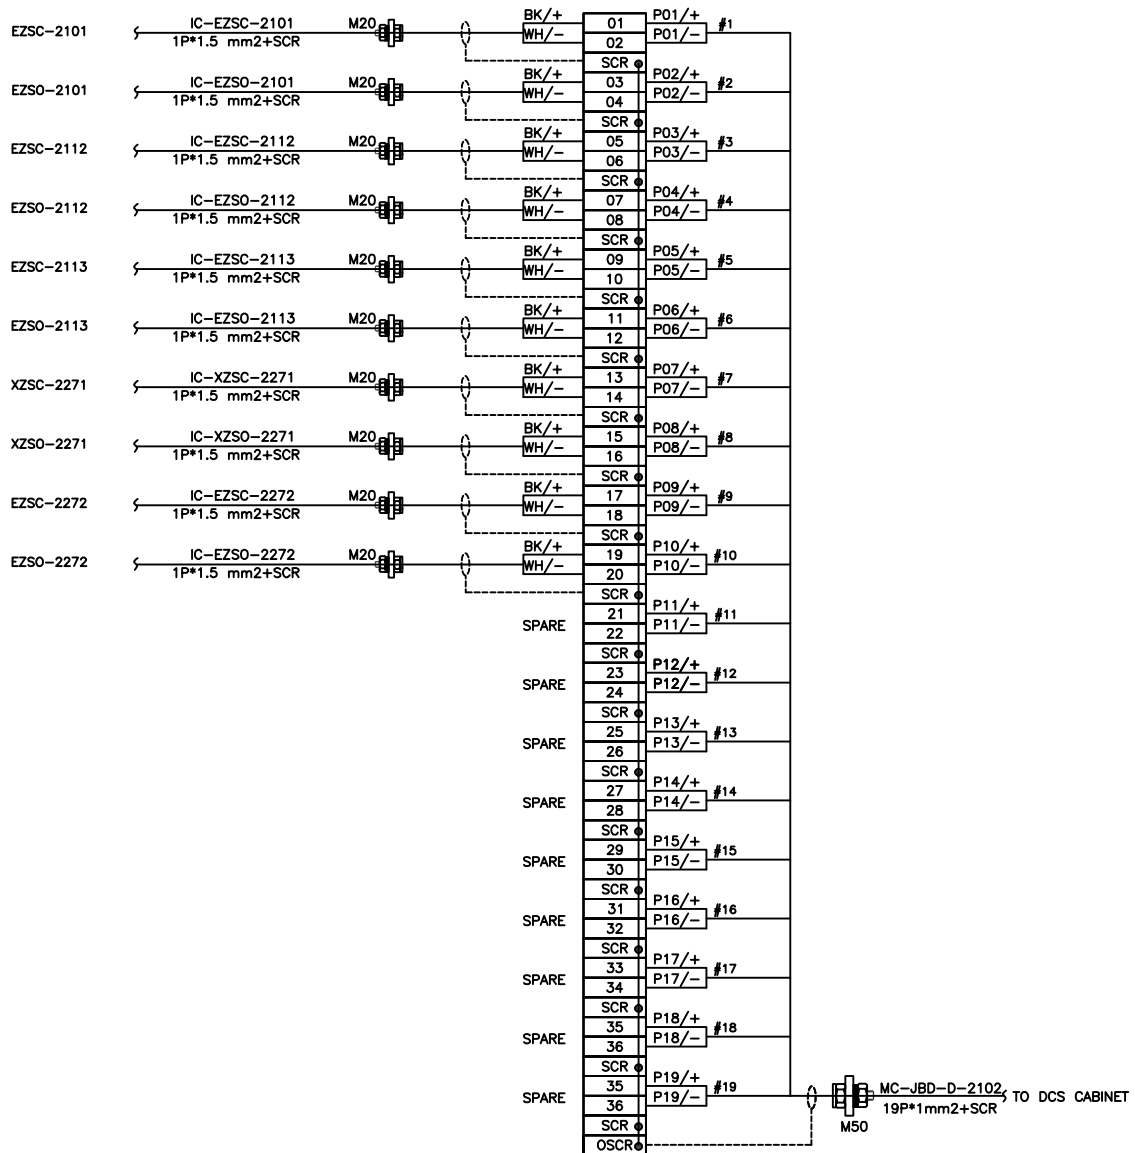 BK/+ 01 P01/+
EZSC-2101 IC-EZSC-2101 M20 #1
1P*1.5 mm2+SCR WH/- 02 P01/-
SCR
BK/+ 03 P02/+
EZSO-2101 IC-EZSO-2101 M20 #2
1P*1.5 mm2+SCR WH/- 04 P02/-
SCR
BK/+ 05 P03/+
EZSC-2112 IC-EZSC-2112 M20 #3
1P*1.5 mm2+SCR WH/- 06 P03/-
SCR
BK/+ 07 P04/+
EZSO-2112 IC-EZSO-2112 M20 #4
1P*1.5 mm2+SCR WH/- 08 P04/-
SCR
BK/+ 09 P05/+
EZSC-2113 IC-EZSC-2113 M20 #5
1P*1.5 mm2+SCR WH/- 10 P05/-
SCR
BK/+ 11 P06/+
EZSO-2113 IC-EZSO-2113 M20 #6
1P*1.5 mm2+SCR WH/- 12 P06/-
SCR
BK/+ 13 P07/+
XZSC-2271 IC-XZSC-2271 M20 #7
1P*1.5 mm2+SCR WH/- 14 P07/-
SCR
BK/+ 15 P08/+
XZSO-2271 IC-XZSO-2271 M20 #8
1P*1.5 mm2+SCR WH/- 16 P08/-
SCR
BK/+ 17 P09/+
EZSC-2272 IC-EZSC-2272 M20 #9
1P*1.5 mm2+SCR WH/- 18 P09/-
SCR
BK/+ 19 P10/+
EZSO-2272 IC-EZSO-2272 M20 #10
1P*1.5 mm2+SCR WH/- 20 P10/-
SCR
21 P11/+
SPARE #11
22 P11/-
SCR
23 P12/+
SPARE #12
24 P12/-
SCR
25 P13/+
SPARE #13
26 P13/-
SCR
27 P14/+
SPARE #14
28 P14/-
SCR
29 P15/+
SPARE #15
30 P15/-
SCR
31 P16/+
SPARE #16
32 P16/-
SCR
33 P17/+
SPARE #17
34 P17/-
SCR
35 P18/+
SPARE #18
36 P18/-
SCR
35 P19/+
SPARE #19 MC-JBD-D-2102 TO DCS CABINET
36 P19/- 19P*1mm2+SCR
SCR M50
OSCR